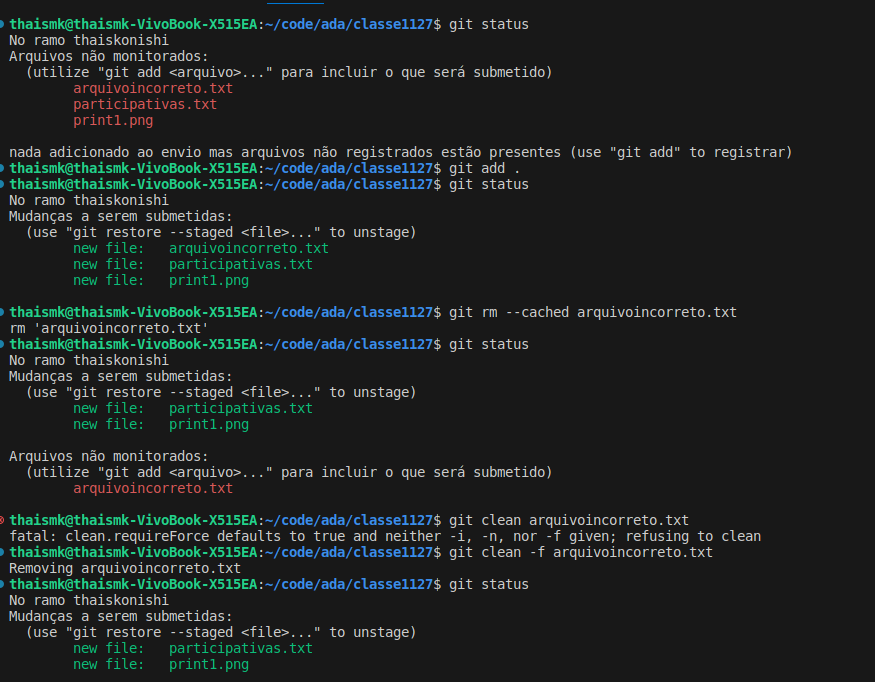 thaismk@thaismk-VivoBook-X515EA:~/code/ada/classe1127$ git status
No ramo thaiskonishi
Arquivos não monitorados:
  (utilize "git add <arquivo>..." para incluir o que será submetido)
        arquivoincorreto.txt
        participativas.txt
        print1.png

nada adicionado ao envio mas arquivos não registrados estão presentes (use "git add" to registrar)
thaismk@thaismk-VivoBook-X515EA:~/code/ada/classe1127$ git add .
thaismk@thaismk-VivoBook-X515EA:~/code/ada/classe1127$ git status
No ramo thaiskonishi
Mudanças a serem submetidas:
  (use "git restore --staged <file>..." to unstage)
        new file:   arquivoincorreto.txt
        new file:   participativas.txt
        new file:   print1.png

thaismk@thaismk-VivoBook-X515EA:~/code/ada/classe1127$ git rm --cached arquivoincorreto.txt
rm 'arquivoincorreto.txt'
thaismk@thaismk-VivoBook-X515EA:~/code/ada/classe1127$ git status
No ramo thaiskonishi
Mudanças a serem submetidas:
  (use "git restore --staged <file>..." to unstage)
        new file:   participativas.txt
        new file:   print1.png

Arquivos não monitorados:
  (utilize "git add <arquivo>..." para incluir o que será submetido)
        arquivoincorreto.txt

thaismk@thaismk-VivoBook-X515EA:~/code/ada/classe1127$ git clean arquivoincorreto.txt
fatal: clean.requireForce defaults to true and neither -i, -n, nor -f given; refusing to clean
thaismk@thaismk-VivoBook-X515EA:~/code/ada/classe1127$ git clean -f arquivoincorreto.txt
Removing arquivoincorreto.txt
thaismk@thaismk-VivoBook-X515EA:~/code/ada/classe1127$ git status
No ramo thaiskonishi
Mudanças a serem submetidas:
  (use "git restore --staged <file>..." to unstage)
        new file:   participativas.txt
        new file:   print1.png